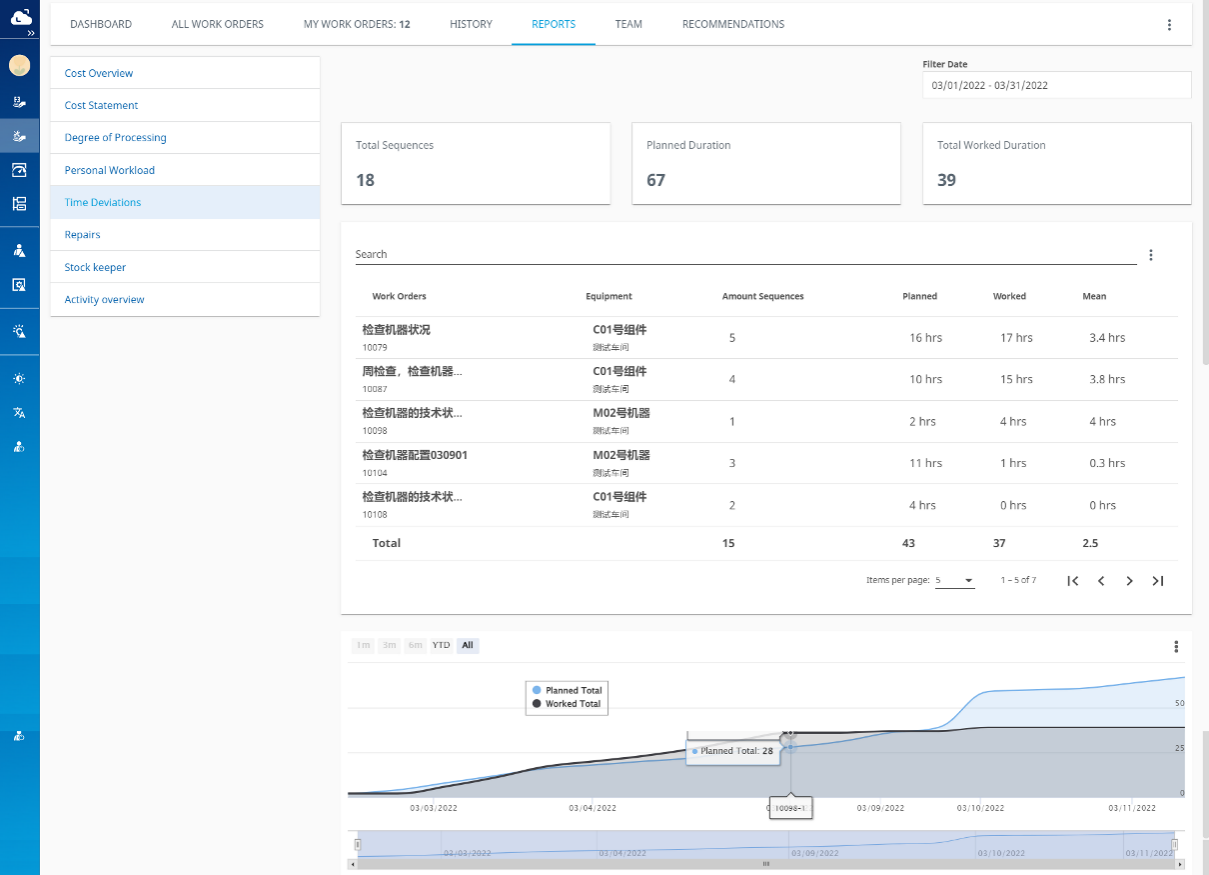 DASHBOARD ALL WORK ORDERS MY WORK ORDERS: 12 HISTORY REPORTS TEAM RECOMMENDATIONS
Cost Overview
Cost Statement
Degree of Processing
Personal Workload
Time Deviations
Repairs
Stock keeper
Activity overview
Filter Date
03/01/2022 - 03/31/2022
Total Sequences
18
Planned Duration
67
Total Worked Duration
39
Search
Work Orders Equipment Amount Sequences Planned Worked Mean
检查机器状况 C01号组件 5 16 hrs 17 hrs 3.4 hrs
10079 测试车间
周检查，检查机器... C01号组件 4 10 hrs 15 hrs 3.8 hrs
10087 测试车间
检查机器的技术状... M02号机器 1 2 hrs 4 hrs 4 hrs
10098 测试车间
检查机器配置030901 M02号机器 3 11 hrs 1 hrs 0.3 hrs
10104 测试车间
检查机器的技术状... C01号组件 2 4 hrs 0 hrs 0 hrs
10108 测试车间
Total 15 43 37 2.5
Items per page: 5 1 – 5 of 7
1m 3m 6m YTD All
Planned Total
Worked Total
Planned Total: 28
50
25
0
03/03/2022 03/04/2022 10098-1 03/09/2022 03/10/2022 03/11/2022
03/03/2022 03/04/2022 03/09/2022 03/10/2022 03/11/2022